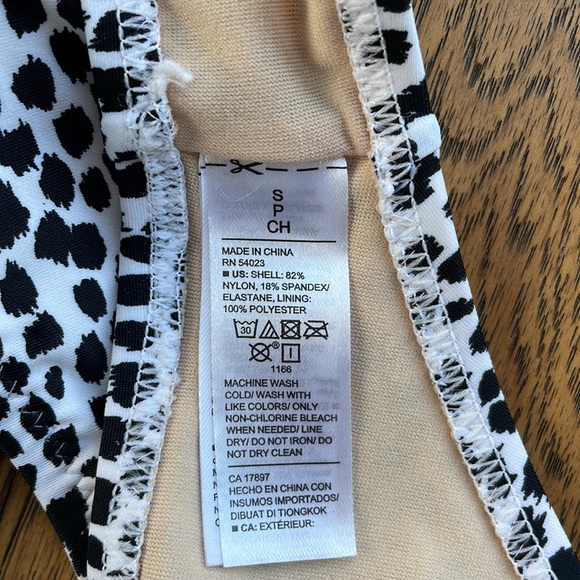 S
P
CH
MADE IN CHINA
RN 54023
■ US: SHELL: 82%
NYLON, 18% SPANDEX/
ELASTANE, LINING:
100% POLYESTER
30
®
1166
MACHINE WASH
COLD/ WASH WITH
LIKE COLORS/ ONLY
NON-CHLORINE BLEACH
WHEN NEEDED/ LINE
DRY/ DO NOT IRON/ DO
NOT DRY CLEAN
CA 17897
HECHO EN CHINA CON
INSUMOS IMPORTADOS/
DIBUAT DI TIONGKOK
■ CA: EXTÉRIEUR: